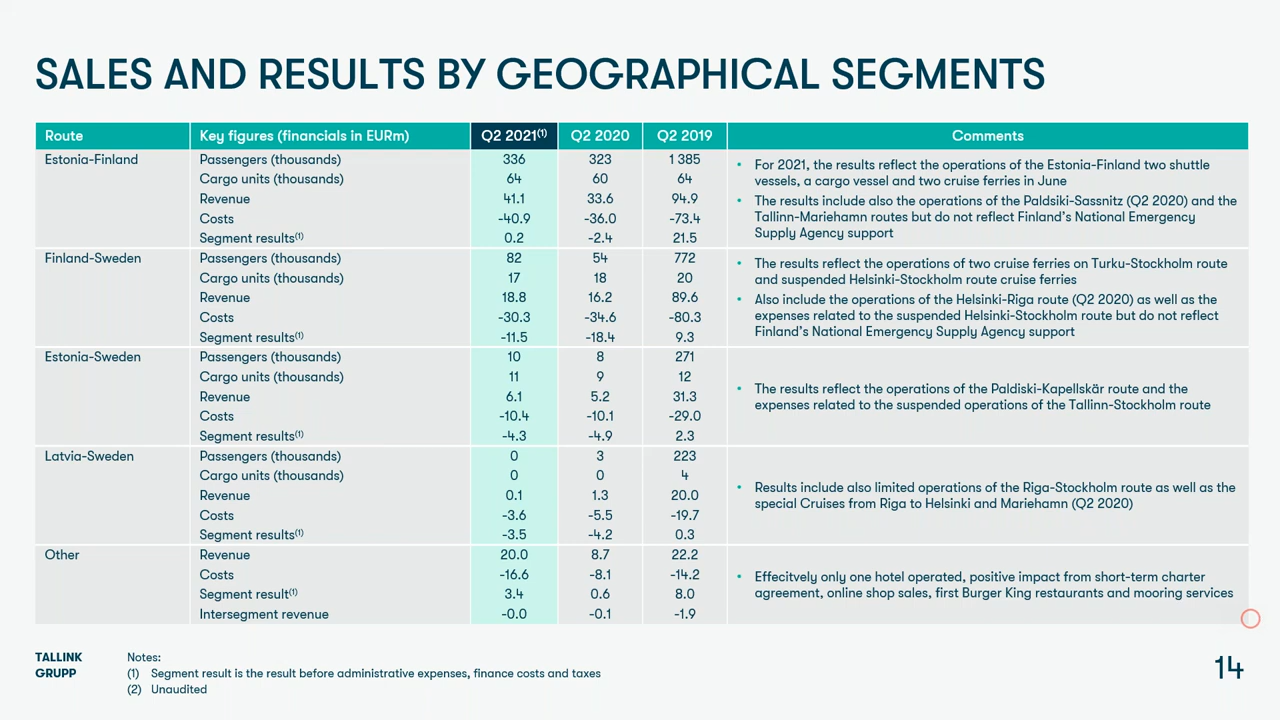 SALES AND RESULTS BY GEOGRAPHICAL SEGMENTS
Route Key figures (financials in EURm) Q2 2021(1) Q2 2020 Q2 2019 Comments
Estonia-Finland Passengers (thousands) 336 323 1 385
Cargo units (thousands) 64 60 64
Revenue 41.1 33.6 94.9
Costs -40.9 -36.0 -73.4
Segment results(1) 0.2 -2.4 21.5
• For 2021, the results reflect the operations of the Estonia-Finland two shuttle
vessels, a cargo vessel and two cruise ferries in June
• The results include also the operations of the Paldsiki-Sassnitz (Q2 2020) and the
Tallinn-Mariehamn routes but do not reflect Finland's National Emergency
Supply Agency support
Finland-Sweden Passengers (thousands) 82 54 772
Cargo units (thousands) 17 18 20
Revenue 18.8 16.2 89.6
Costs -30.3 -34.6 -80.3
Segment results(1) -11.5 -18.4 9.3
• The results reflect the operations of two cruise ferries on Turku-Stockholm route
and suspended Helsinki-Stockholm route cruise ferries
• Also include the operations of the Helsinki-Riga route (Q2 2020) as well as the
expenses related to the suspended Helsinki-Stockholm route but do not reflect
Finland's National Emergency Supply Agency support
Estonia-Sweden Passengers (thousands) 10 8 271
Cargo units (thousands) 11 9 12
Revenue 6.1 5.2 31.3
Costs -10.4 -10.1 -29.0
Segment results(1) -4.3 -4.9 2.3
• The results reflect the operations of the Paldiski-Kapellskär route and the
expenses related to the suspended operations of the Tallinn-Stockholm route
Latvia-Sweden Passengers (thousands) 0 3 223
Cargo units (thousands) 0 0 4
Revenue 0.1 1.3 20.0
Costs -3.6 -5.5 -19.7
Segment results(1) -3.5 -4.2 0.3
• Results include also limited operations of the Riga-Stockholm route as well as the
special Cruises from Riga to Helsinki and Mariehamn (Q2 2020)
Other Revenue 20.0 8.7 22.2
Costs -16.6 -8.1 -14.2
Segment result(1) 3.4 0.6 8.0
Intersegment revenue -0.0 -0.1 -1.9
• Effecitvely only one hotel operated, positive impact from short-term charter
agreement, online shop sales, first Burger King restaurants and mooring services
TALLINK
GRUPP
Notes:
(1) Segment result is the result before administrative expenses, finance costs and taxes
(2) Unaudited
14